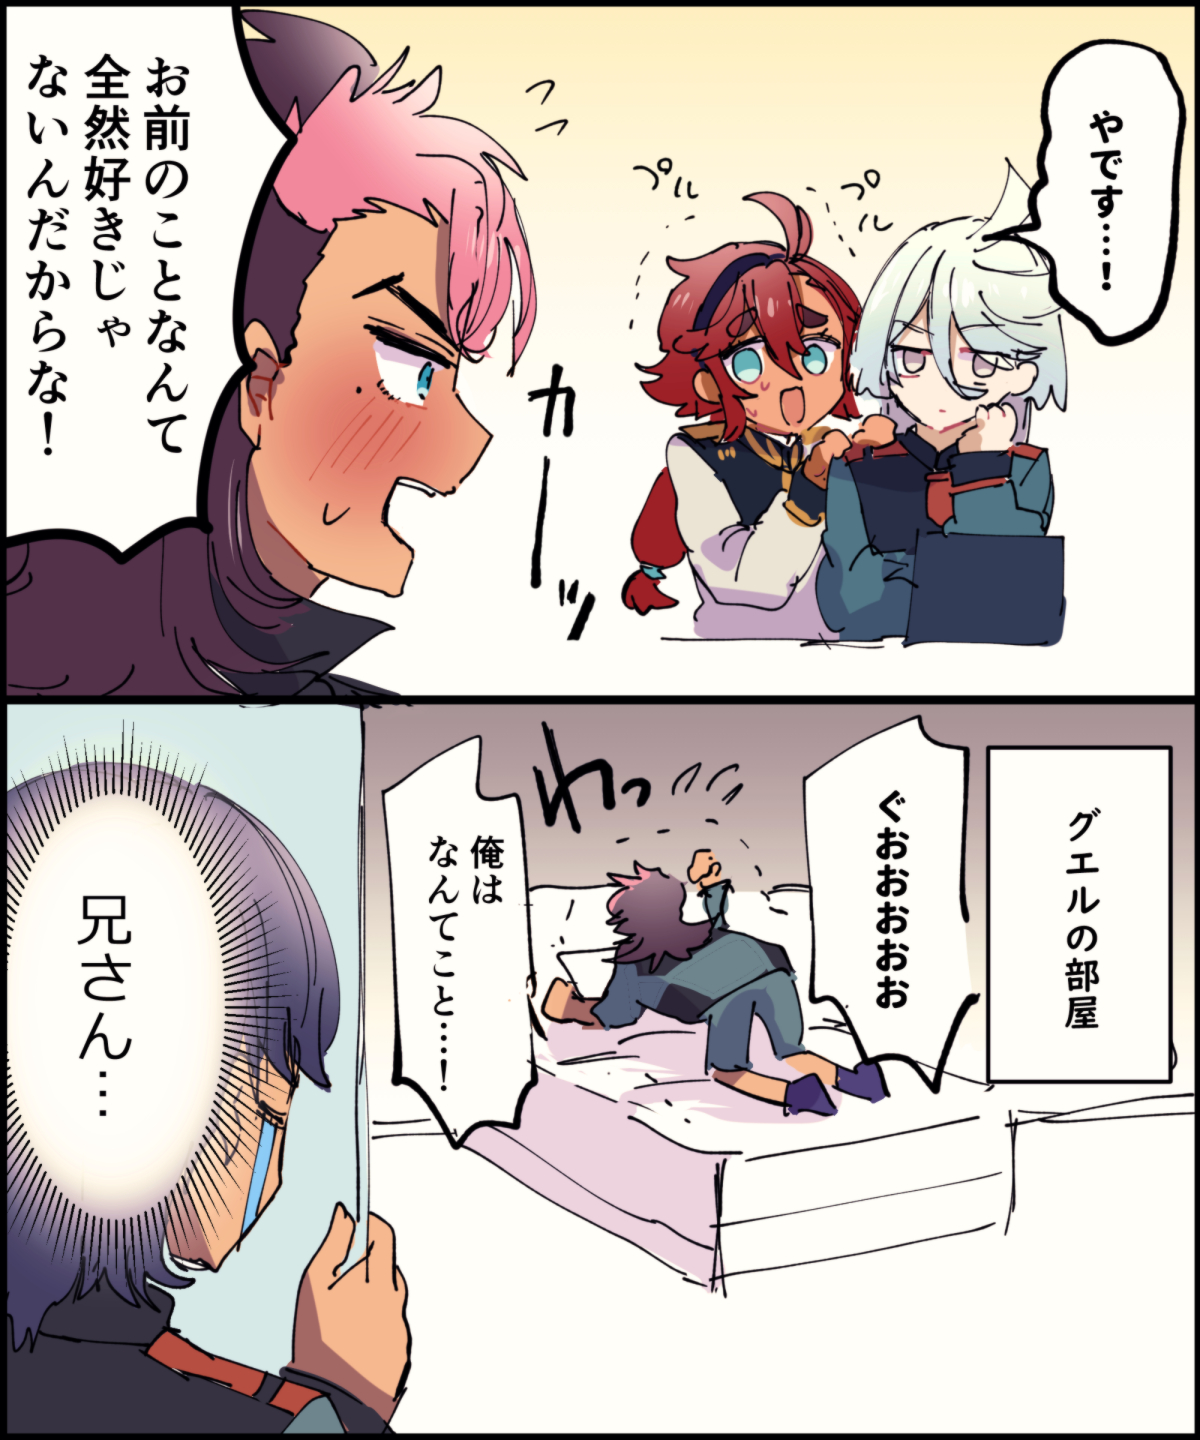 やです…!
プル
プル
カーッ
お前のことなんて
全然好きじゃ
ないんだからな!
グエルの部屋
ぐおおおおお
わっ
俺は
なんてこと…!
兄さん…